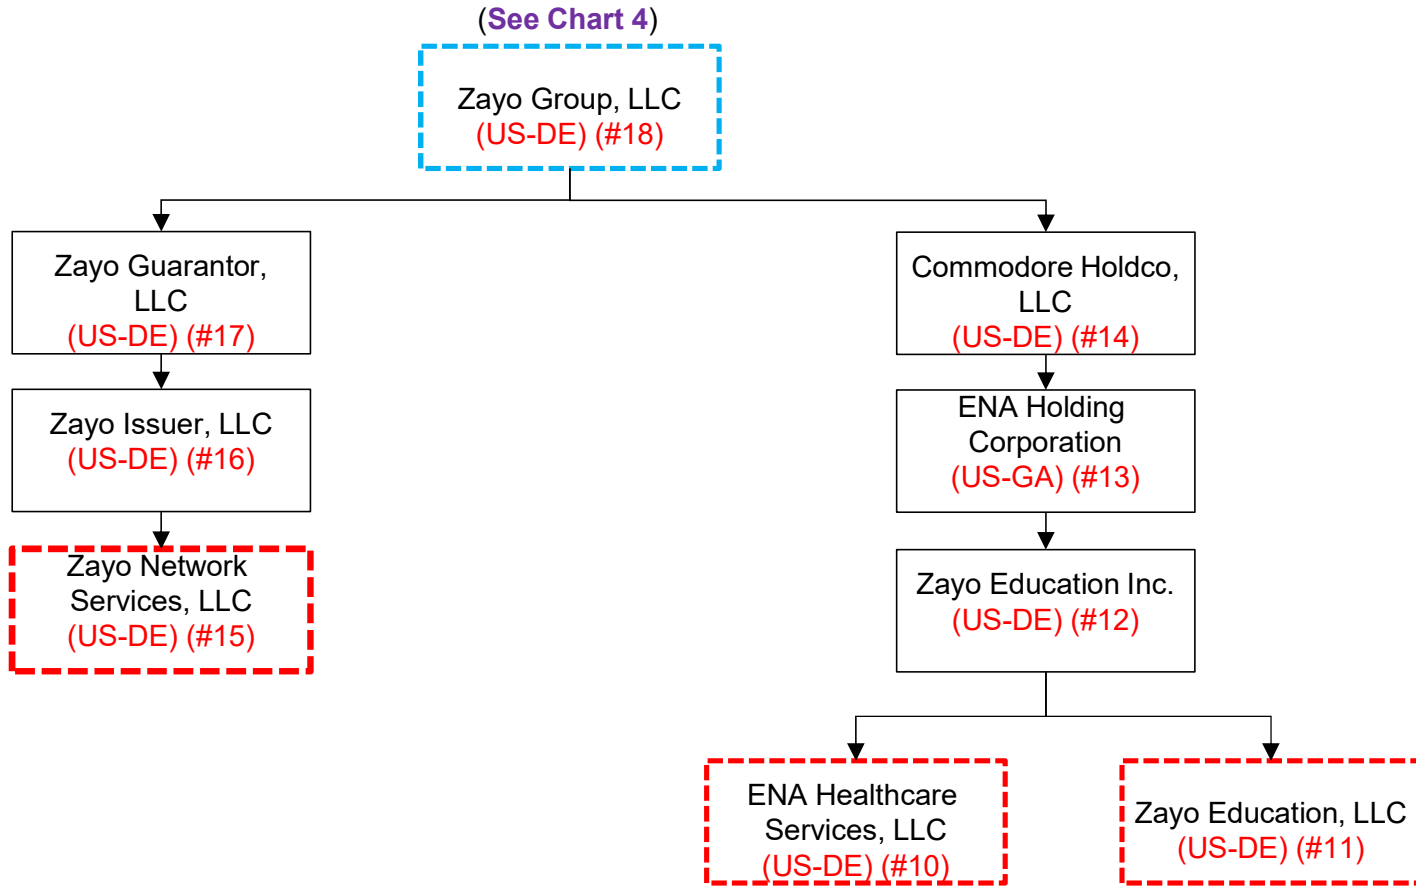 (See Chart 4)
Zayo Group, LLC
(US-DE) (#18)
Zayo Guarantor,
LLC
(US-DE) (#17)
Commodore Holdco,
LLC
(US-DE) (#14)
Zayo Issuer, LLC
(US-DE) (#16)
ENA Holding
Corporation
(US-GA) (#13)
Zayo Network
Services, LLC
(US-DE) (#15)
Zayo Education Inc.
(US-DE) (#12)
ENA Healthcare
Services, LLC
(US-DE) (#10)
Zayo Education, LLC
(US-DE) (#11)